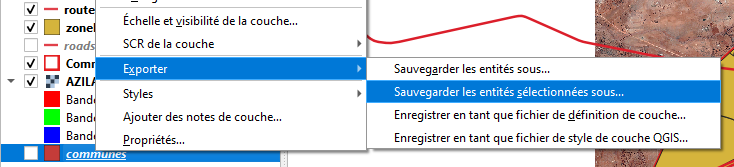 route
zonel
roads
Com
AZILA
Bande
Bande
Bande
communes
Échelle et visibilité de la couche...
SCR de la couche
Exporter
Styles
Ajouter des notes de couche...
Propriétés...
Sauvegarder les entités sous...
Sauvegarder les entités sélectionnées sous...
Enregistrer en tant que fichier de définition de couche...
Enregistrer en tant que fichier de style de couche QGIS...